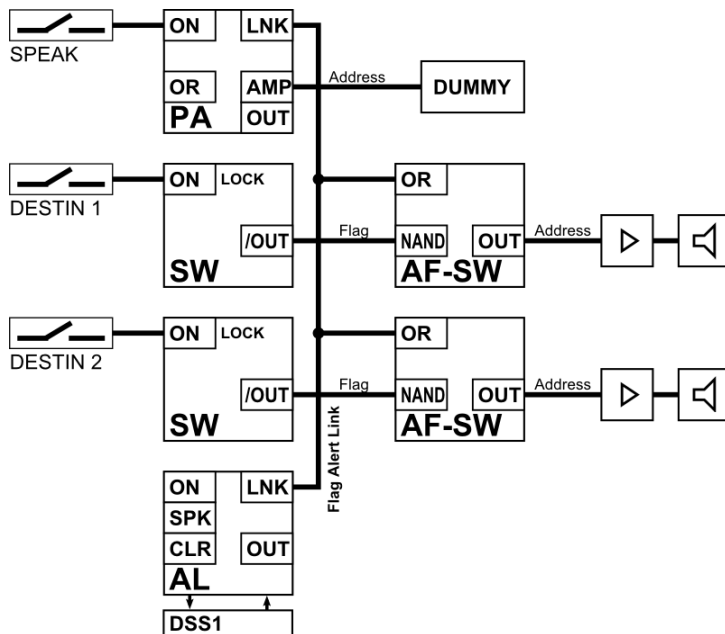 ON
LNK
SPEAK
OR
AMP
Address
DUMMY
PA
OUT
ON
LOCK
OR
DESTIN 1
/OUT
Flag
NAND
OUT
Address
SW
AF-SW
ON
LOCK
OR
DESTIN 2
/OUT
Flag
NAND
OUT
Address
SW
AF-SW
Flag Alert Link
ON
LNK
SPK
CLR
OUT
AL
DSS1